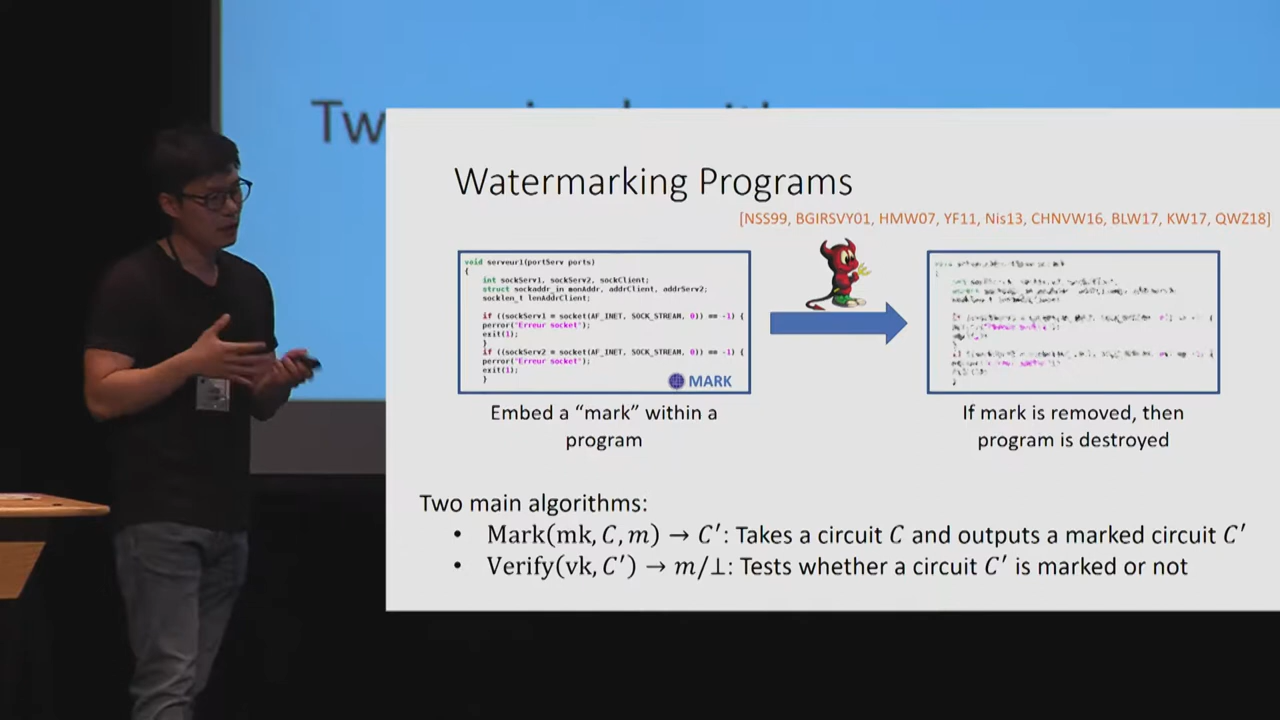 Tw
Watermarking Programs
[NSS99, BGIRSVY01, HMW07, YF11, Nis13, CHNVW16, BLW17, KW17, QWZ18]
void serveur1(portServ ports)
{
int sockServ1, sockServ2, sockClient;
struct sockaddr_in monAddr, addrClient, addrServ2;
socklen_t lenAddrClient;
if ((sockServ1 = socket(AF_INET, SOCK_STREAM, 0)) == -1) {
perror("Erreur socket");
exit(1);
}
if ((sockServ2 = socket(AF_INET, SOCK_STREAM, 0)) == -1) {
perror("Erreur socket");
exit(1);
}
MARK
Embed a “mark” within a
program
If mark is removed, then
program is destroyed
Two main algorithms:
• Mark(mk, C, m) → C′: Takes a circuit C and outputs a marked circuit C′
• Verify(vk, C′) → m/⊥: Tests whether a circuit C′ is marked or not